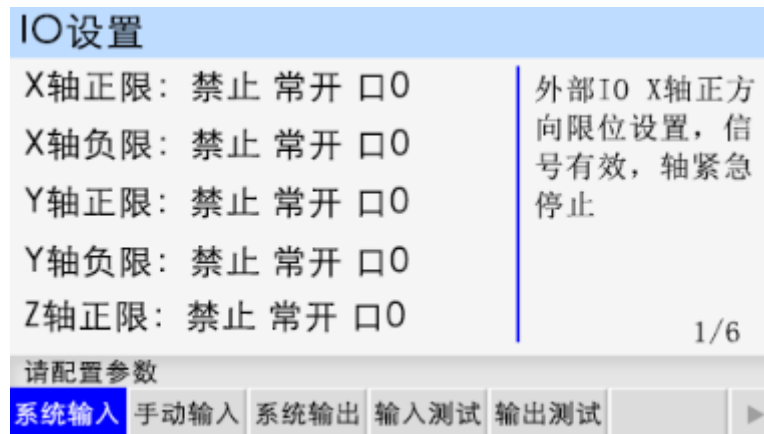 IO设置
X轴正限: 禁止 常开 口0
X轴负限: 禁止 常开 口0
Y轴正限: 禁止 常开 口0
Y轴负限: 禁止 常开 口0
Z轴正限: 禁止 常开 口0
外部IO X轴正方
向限位设置，信
号有效，轴紧急
停止
1/6
请配置参数
系统输入 手动输入 系统输出 输入测试 输出测试